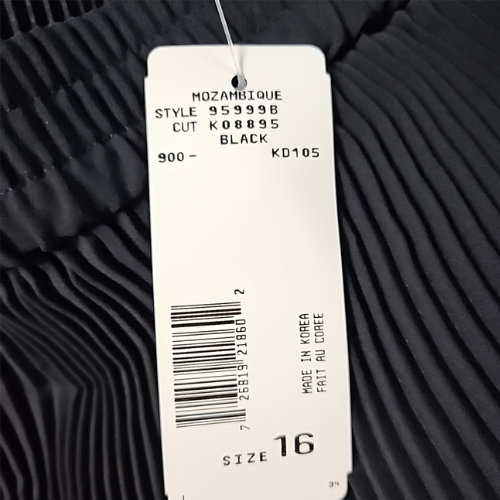 MOZAMBIQUE
STYLE 95999B
CUT K08895
BLACK
900- KD105
7 26819 21860 2
MADE IN KOREA
FAIT AU COREE
SIZE 16